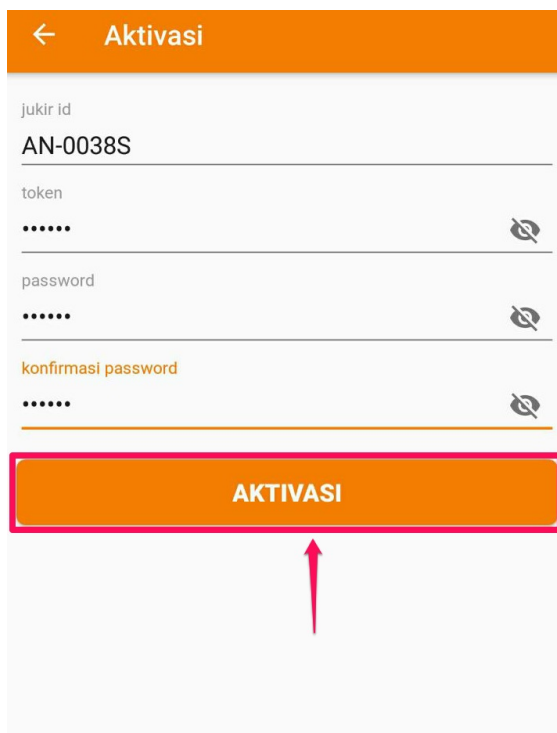 Aktivasi
jukir id
AN-0038S
token
••••••
password
••••••
konfirmasi password
••••••
AKTIVASI